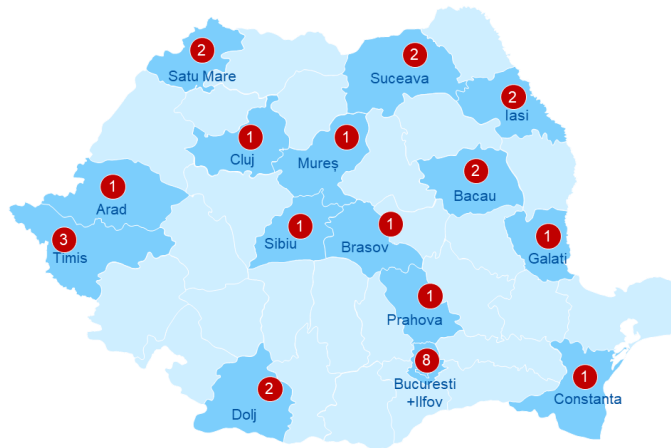 2
Satu Mare
2
Suceava
2
Iasi
1
Cluj
1
Mureș
2
Bacau
1
Arad
3
Timis
1
Sibiu
1
Brasov
1
Galati
1
Prahova
8
Bucuresti
+Ilfov
2
Dolj
1
Constanta